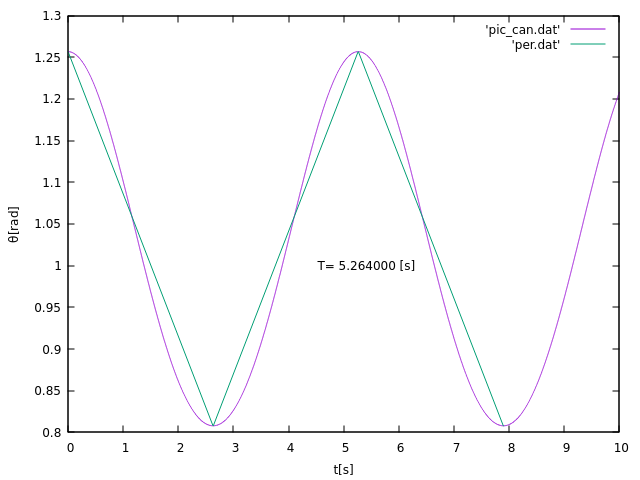 1.3
'pic_can.dat'
'per.dat'
1.25
1.2
1.15
1.1
1.05
θ[rad]
1
T= 5.264000 [s]
0.95
0.9
0.85
0.8
0 1 2 3 4 5 6 7 8 9 10
t[s]